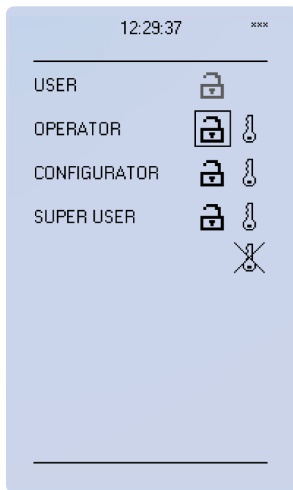 12:29:37 ***
USER
OPERATOR
CONFIGURATOR
SUPER USER